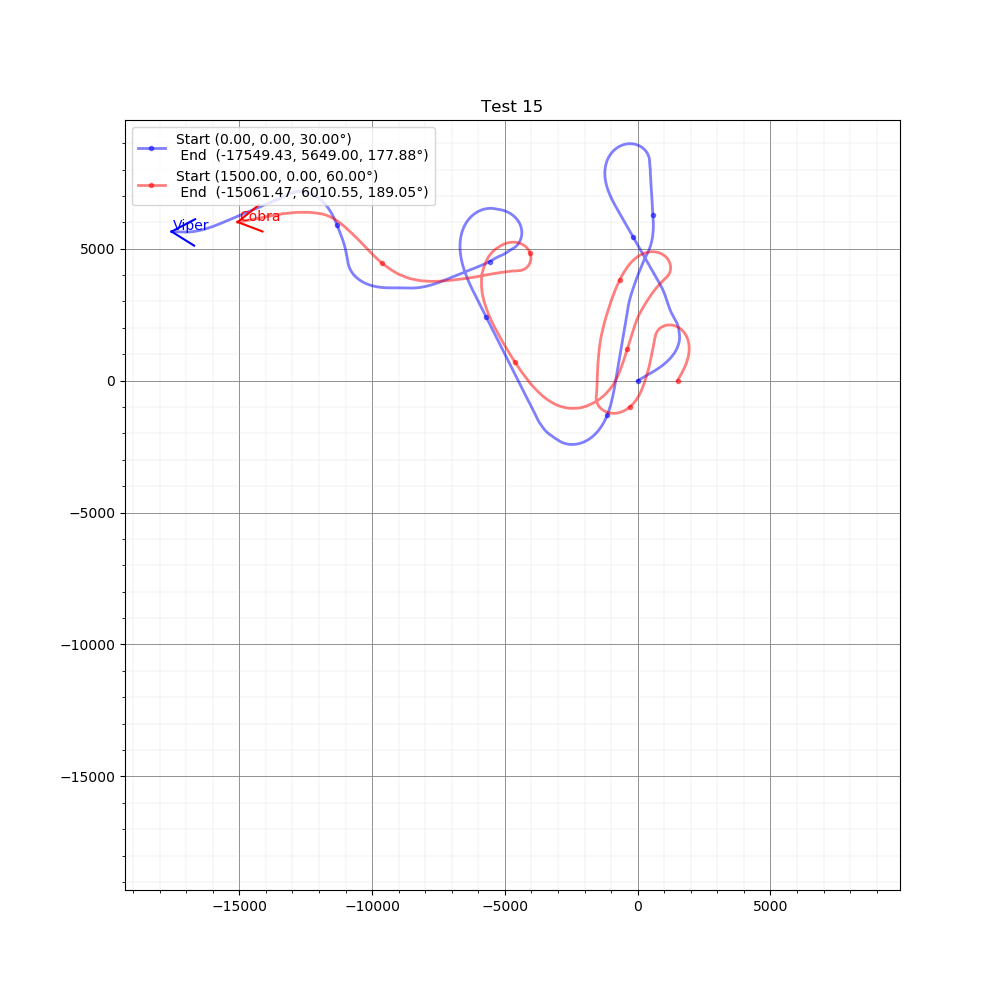 Test 15
Start (0.00, 0.00, 30.00°)
End (-17549.43, 5649.00, 177.88°)
Start (1500.00, 0.00, 60.00°)
End (-15061.47, 6010.55, 189.05°)
Viper
Cobra
5000
0
−5000
−10000
−15000
−15000
−10000
−5000
0
5000